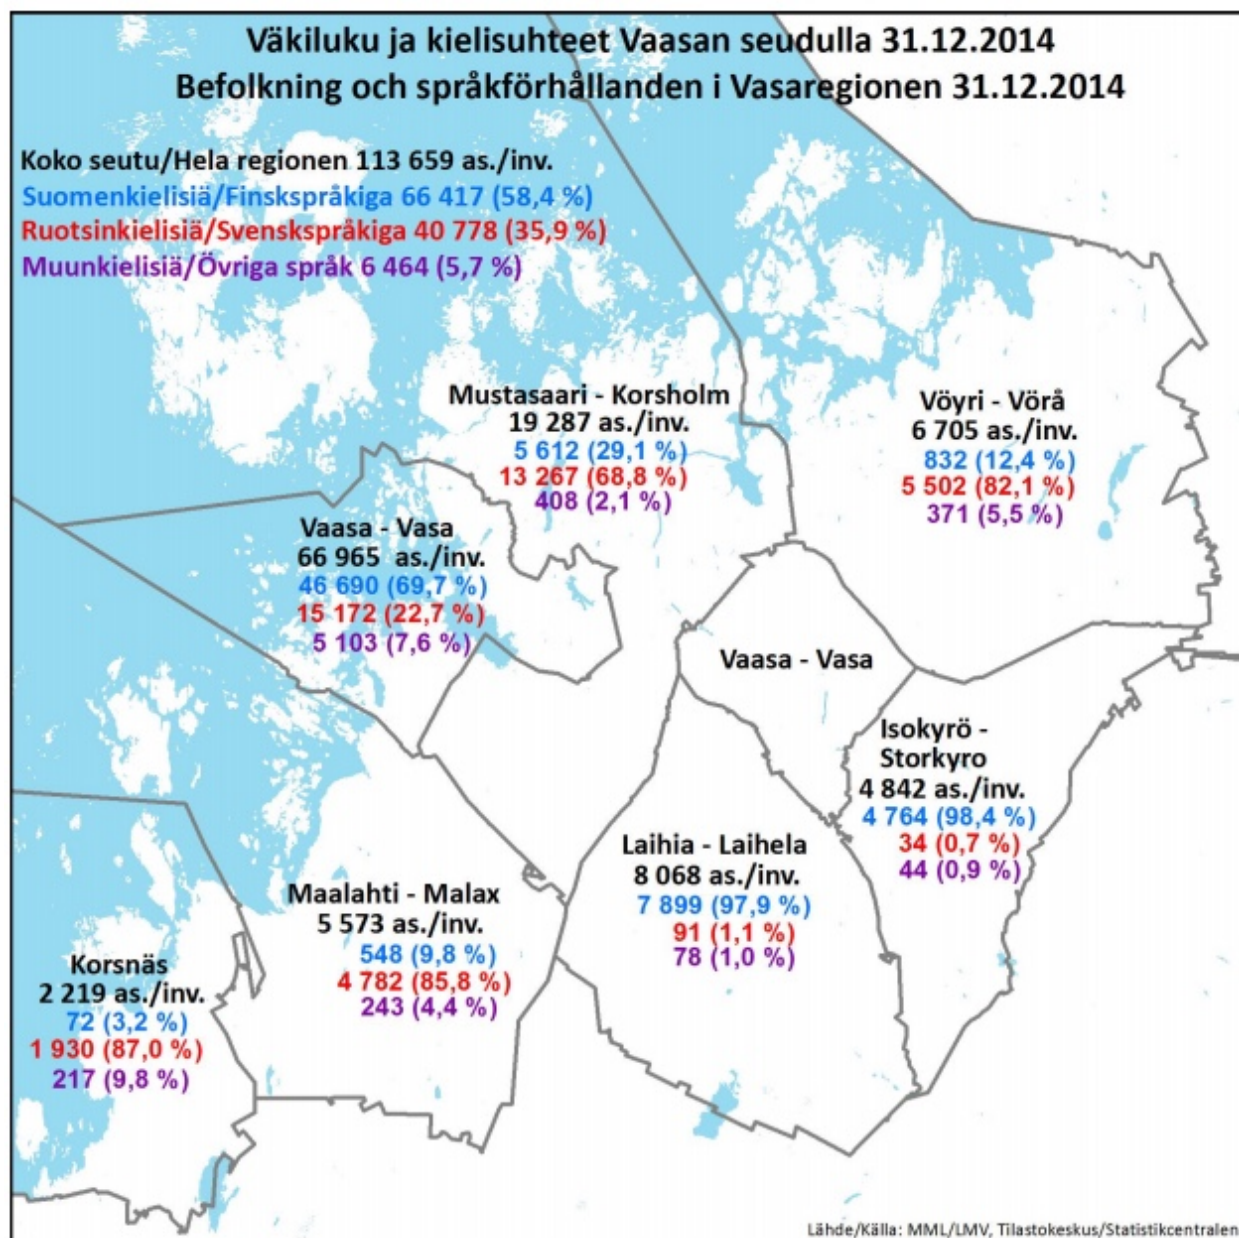 Väkiluku ja kielisuhteet Vaasan seudulla 31.12.2014
Befolkning och språkförhållanden i Vasaregionen 31.12.2014
Koko seutu/Hela regionen 113 659 as./inv.
Suomenkielisiä/Finskspråkiga 66 417 (58,4 %)
Ruotsinkielisiä/Svenskspråkiga 40 778 (35,9 %)
Muunkielisiä/Övriga språk 6 464 (5,7 %)
Mustasaari - Korsholm
19 287 as./inv.
5 612 (29,1 %)
13 267 (68,8 %)
408 (2,1 %)
Vöyri - Vörå
6 705 as./inv.
832 (12,4 %)
5 502 (82,1 %)
371 (5,5 %)
Vaasa - Vasa
66 965 as./inv.
46 690 (69,7 %)
15 172 (22,7 %)
5 103 (7,6 %)
Vaasa - Vasa
Isokyrö -
Storkyro
4 842 as./inv.
4 764 (98,4 %)
34 (0,7 %)
44 (0,9 %)
Laihia - Laihela
8 068 as./inv.
7 899 (97,9 %)
91 (1,1 %)
78 (1,0 %)
Maalahti - Malax
5 573 as./inv.
548 (9,8 %)
4 782 (85,8 %)
243 (4,4 %)
Korsnäs
2 219 as./inv.
72 (3,2 %)
1 930 (87,0 %)
217 (9,8 %)
Lähde/Källa: MML/LMV, Tilastokeskus/Statistikcentralen